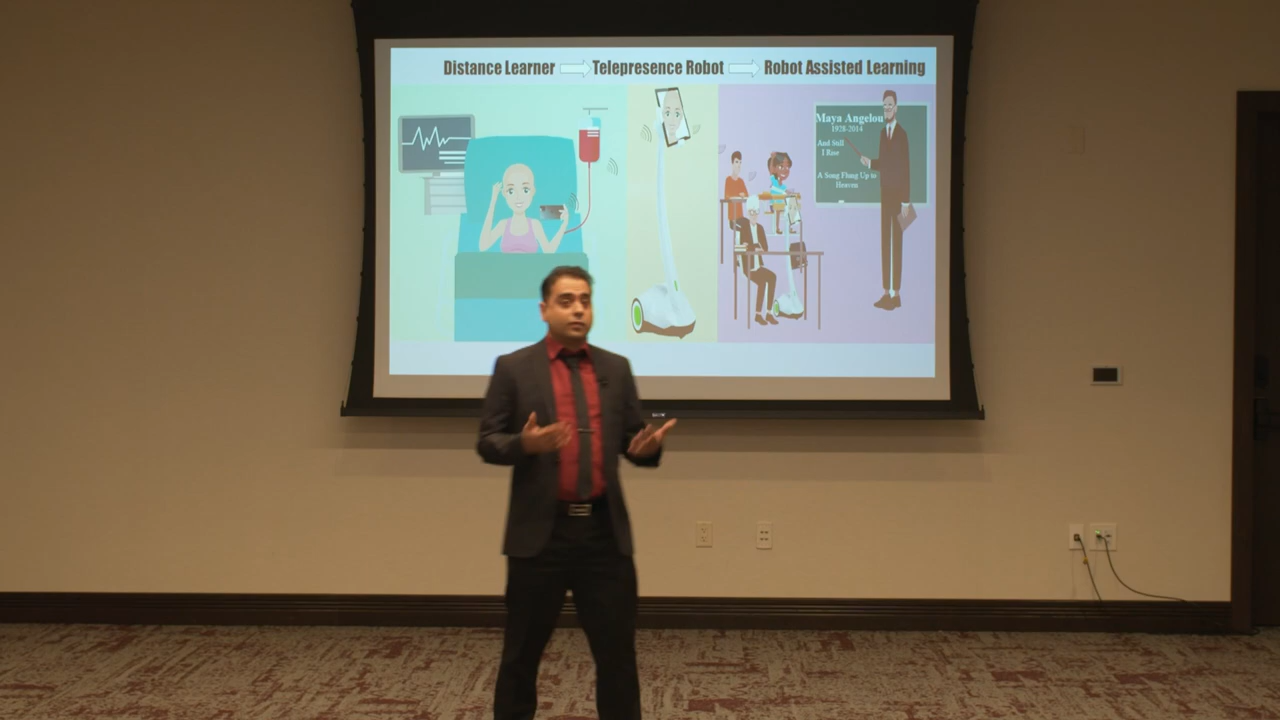 Distance Learner
Telepresence Robot
Robot Assisted Learning
Maya Angelou
1928-2014
And Still
I Rise
A Song Flung Up to
Heaven